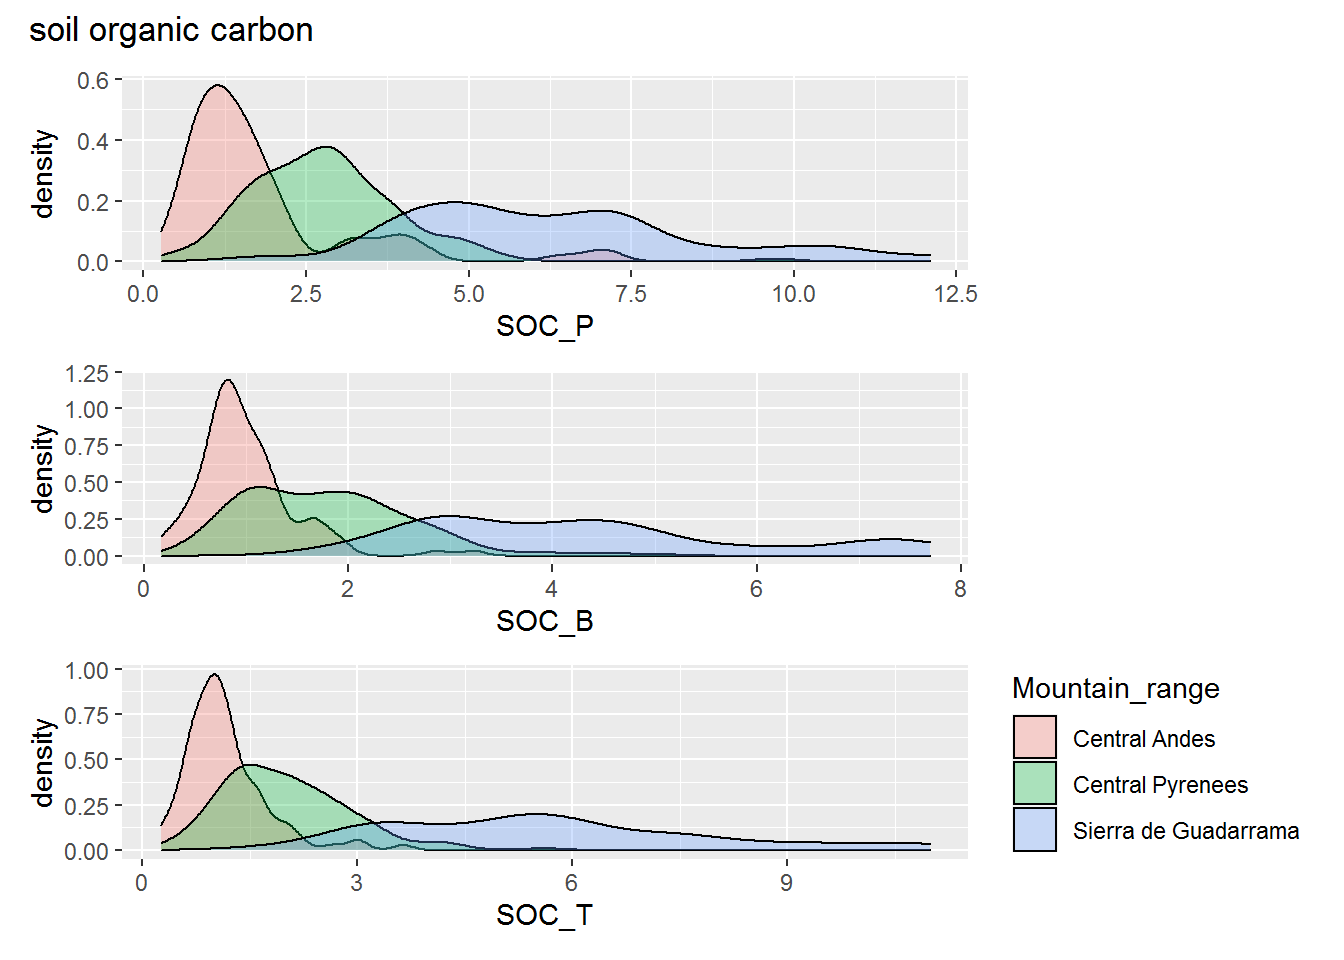 soil organic carbon
density
0.6
0.4
0.2
0.0
0.0 2.5 5.0 7.5 10.0 12.5
SOC_P
density
1.25
1.00
0.75
0.50
0.25
0.00
0 2 4 6 8
SOC_B
density
1.00
0.75
0.50
0.25
0.00
0 3 6 9
SOC_T
Mountain_range
Central Andes
Central Pyrenees
Sierra de Guadarrama